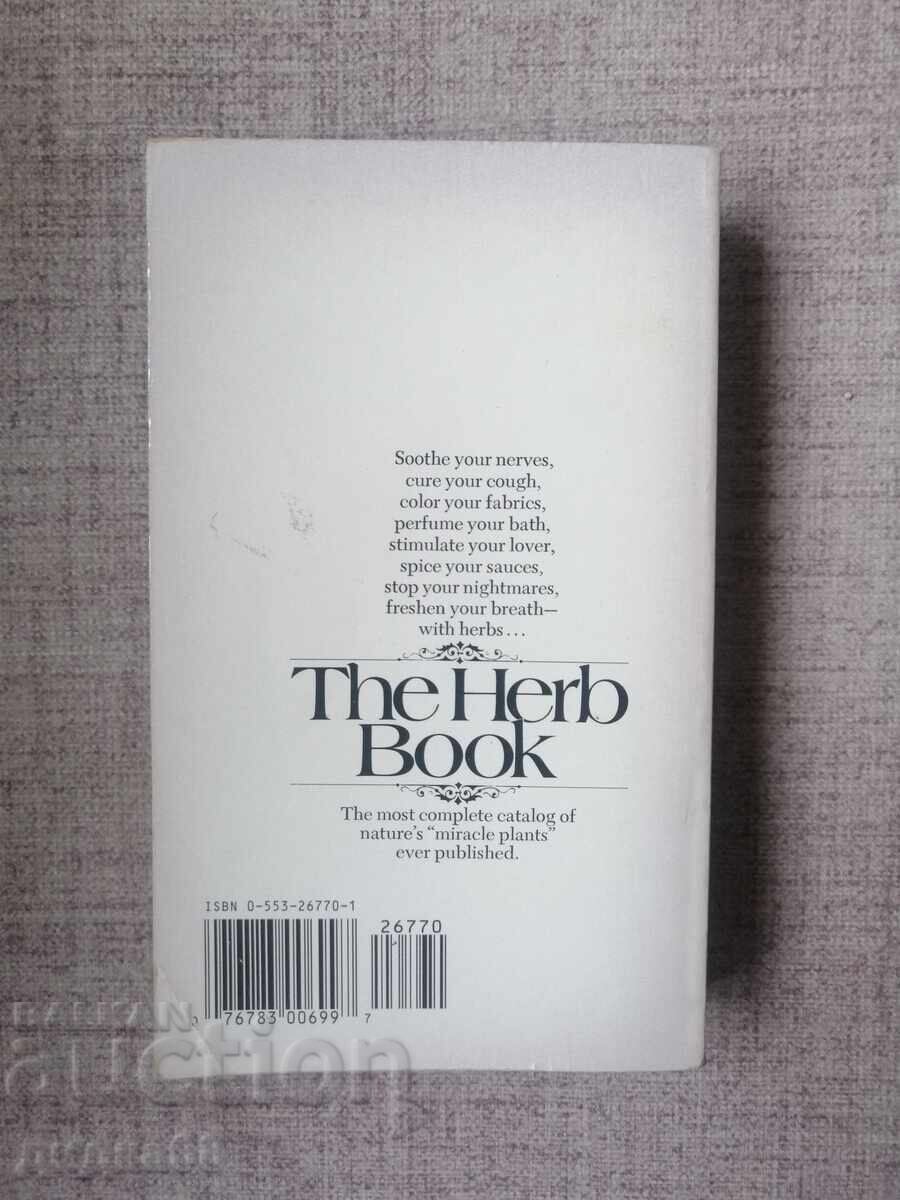 Soothe your nerves,
cure your cough,
color your fabrics,
perfume your bath,
stimulate your lover,
spice your sauces,
stop your nightmares,
freshen your breath—
with herbs...
The Herb
Book
The most complete catalog of
nature's "miracle plants"
ever published.
ISBN 0-553-26770-1
26770
0 76783 00699 7
BALKAN
auction